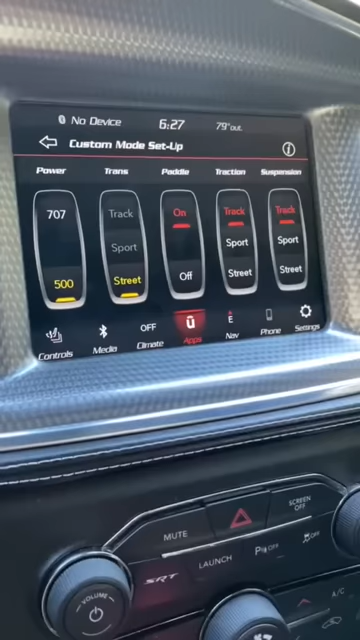 No Device 6:27 79°out.
Custom Mode Set-Up
Power Trans Paddle Traction Suspension
707 Track On Track Track
Sport Sport Sport
500 Street Off Street Street
Controls Media OFF Climate û Apps E Nav Phone Settings
MUTE SCREEN OFF
LAUNCH P OFF OFF
SRT
VOLUME A/C